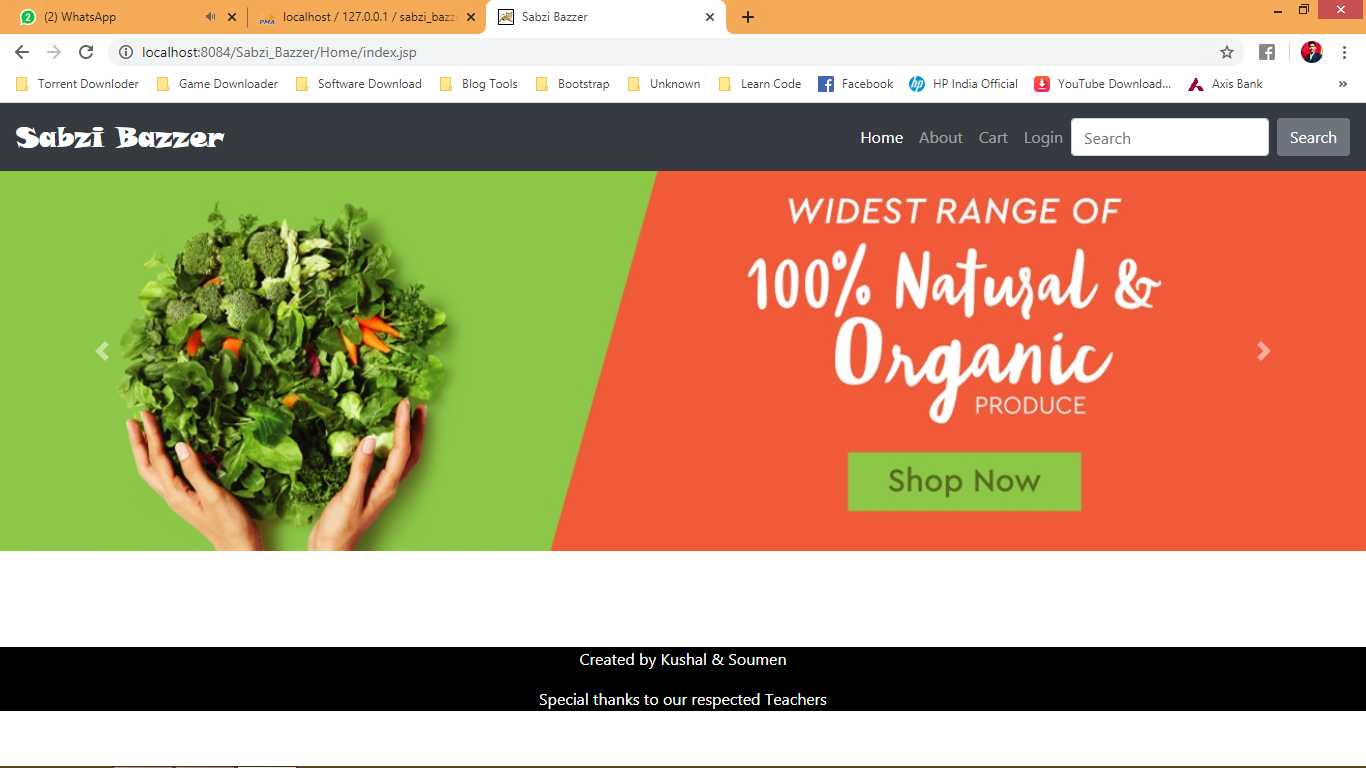 2 (2) WhatsApp
PMA localhost / 127.0.0.1 / sabzi_bazz
Sabzi Bazzer
localhost:8084/Sabzi_Bazzer/Home/index.jsp
Torrent Downloder Game Downloader Software Download Blog Tools Bootstrap Unknown Learn Code Facebook HP India Official YouTube Download... Axis Bank »
Sabzi Bazzer
Home About Cart Login Search Search
WIDEST RANGE OF
100% Natural &
Organic
PRODUCE
Shop Now
Created by Kushal & Soumen
Special thanks to our respected Teachers